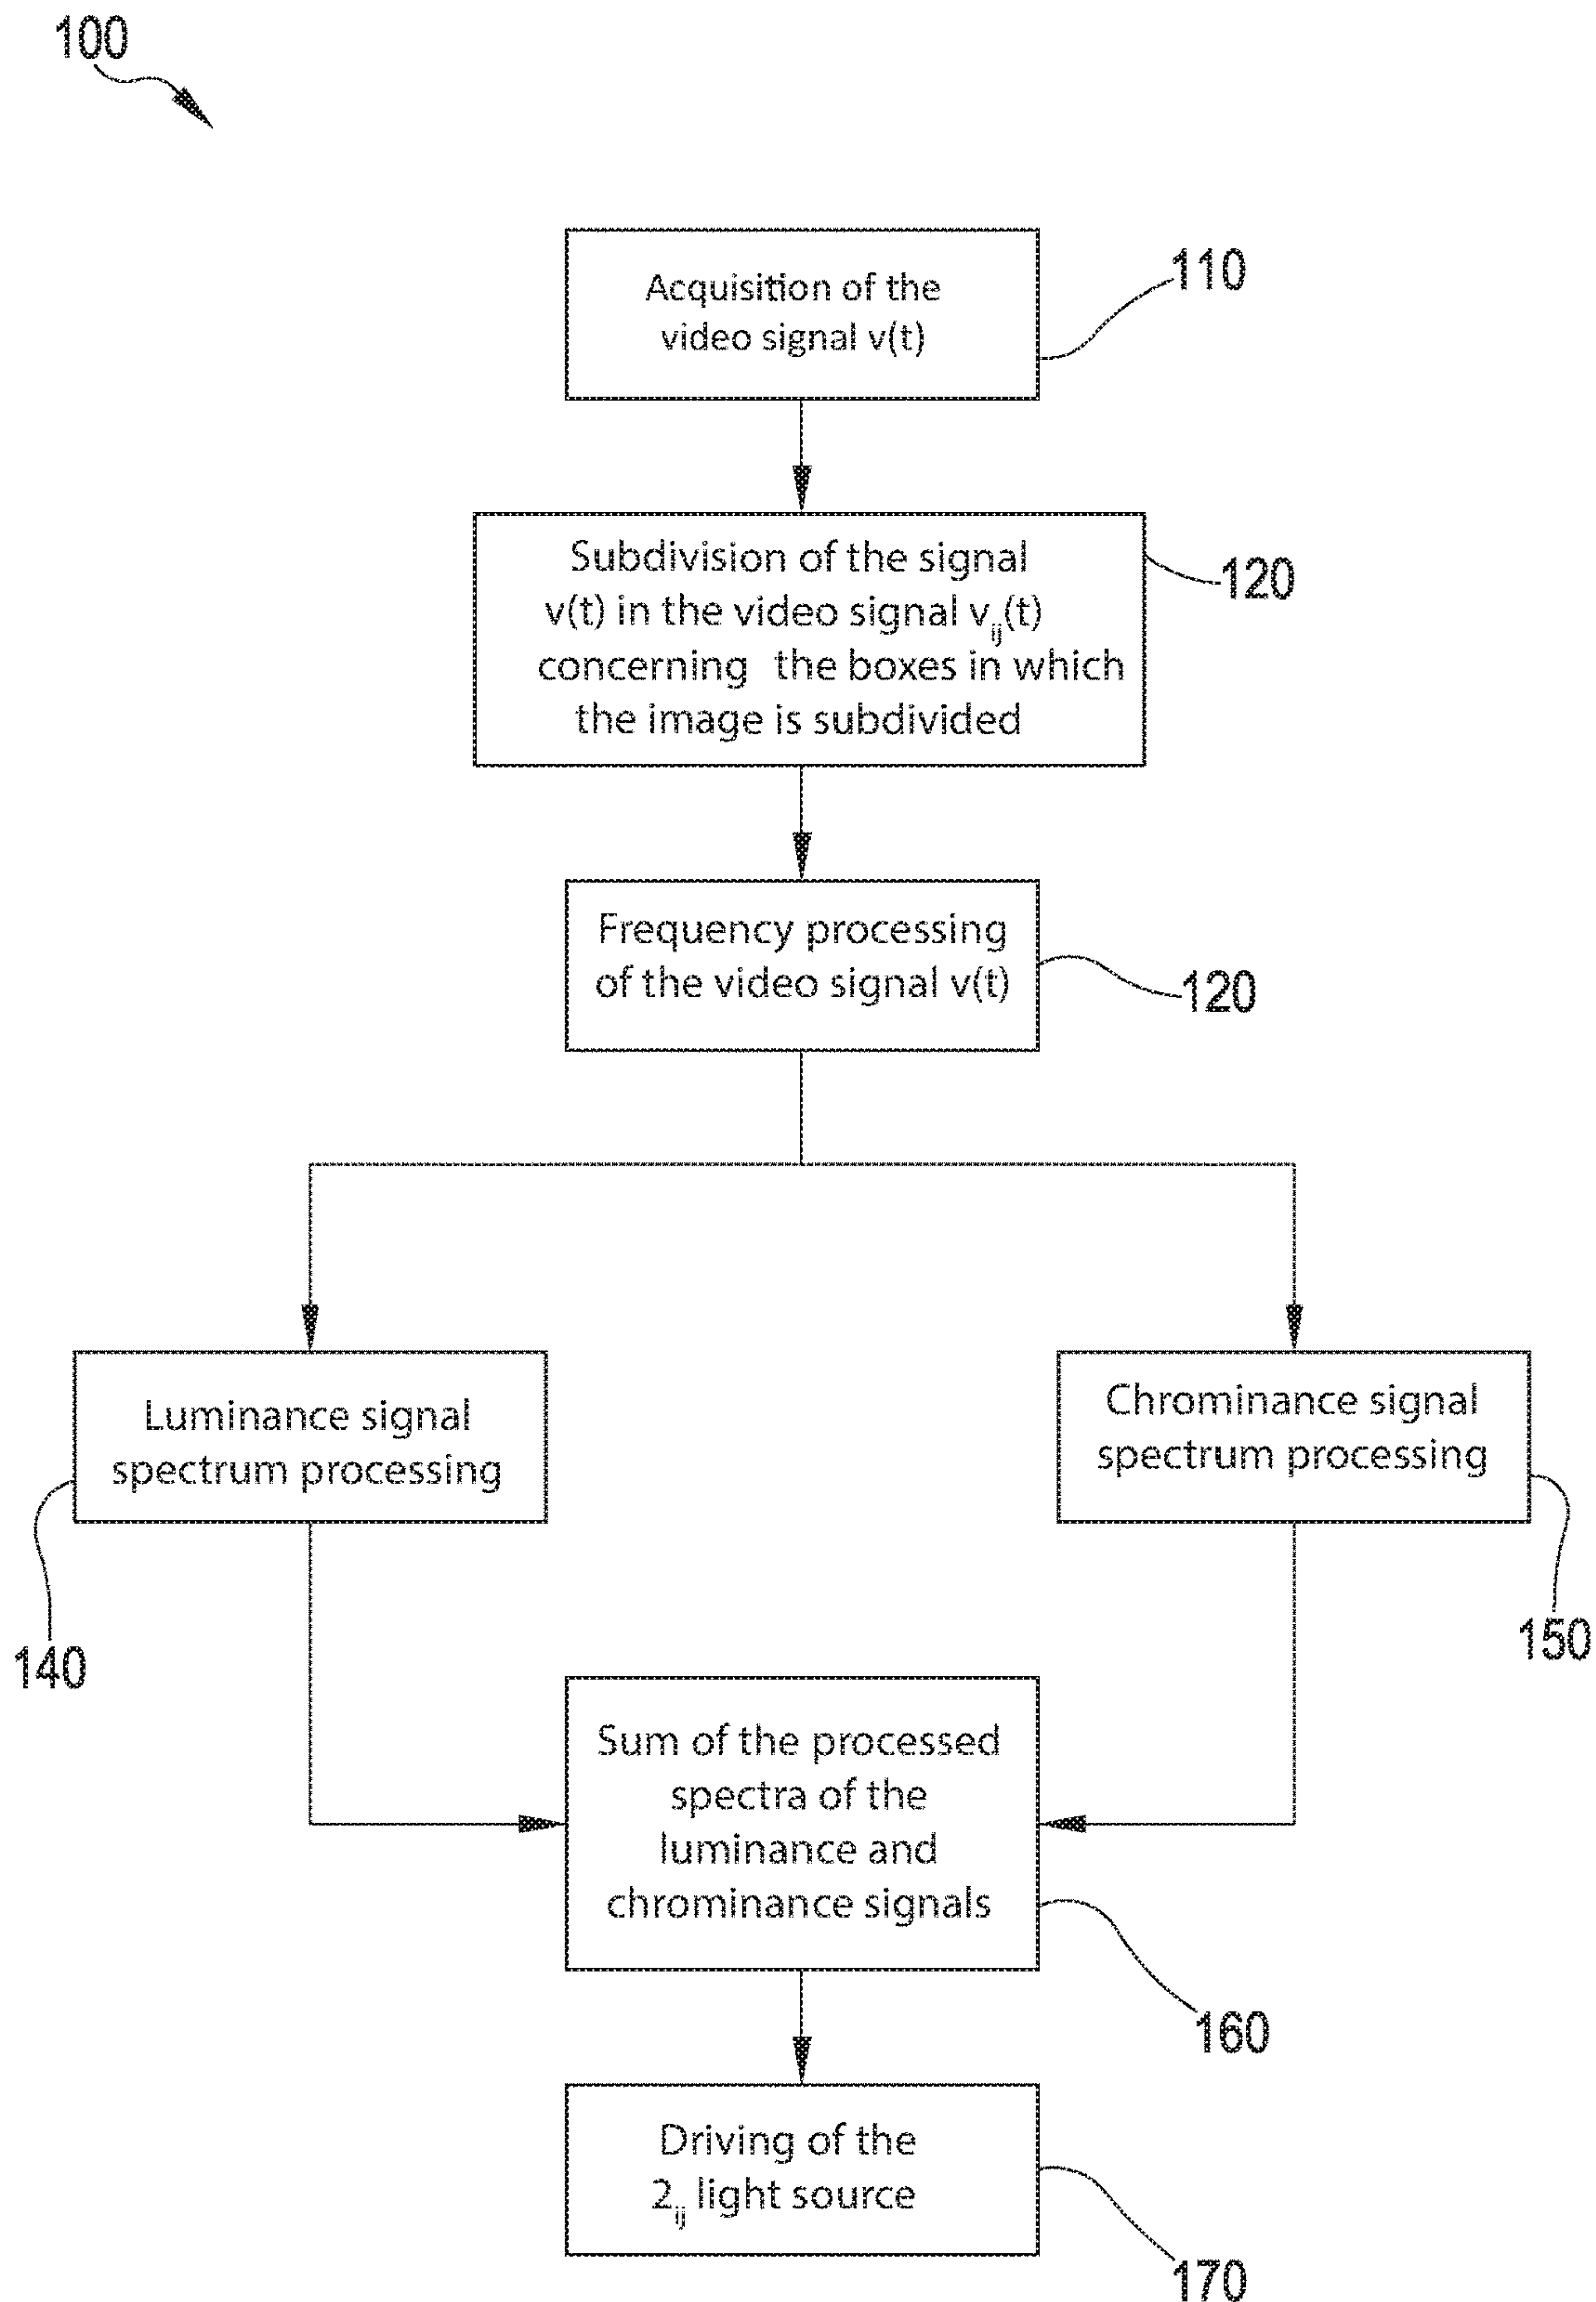 100
Acquisition of the
video signal v(t)
110
Subdivision of the signal
v(t) in the video signal vij(t)
concerning the boxes in which
the image is subdivided
120
Frequency processing
of the video signal v(t)
120
Luminance signal
spectrum processing
140
Chrominance signal
spectrum processing
150
Sum of the processed
spectra of the
luminance and
chrominance signals
160
Driving of the
2ij light source
170